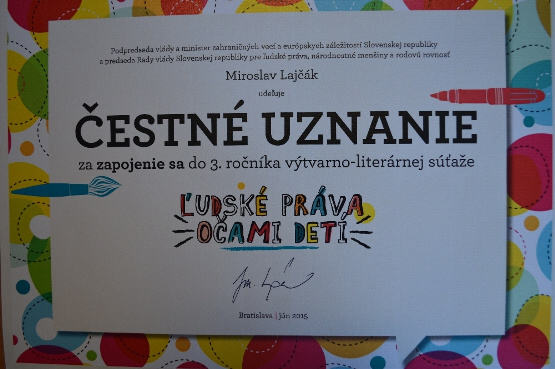 Podpredseda vlády a minister zahraničných vecí a európskych záležitostí Slovenskej republiky
a predseda Rady vlády Slovenskej republiky pre ľudské práva, národnostné menšiny a rodovú rovnosť
Miroslav Lajčák
udeľuje
ČESTNÉ UZNANIE
za zapojenie sa do 3. ročníka výtvarno-literárnej súťaže
ĽUDSKÉ PRÁVA
OČAMI DETÍ
Bratislava | jún 2015